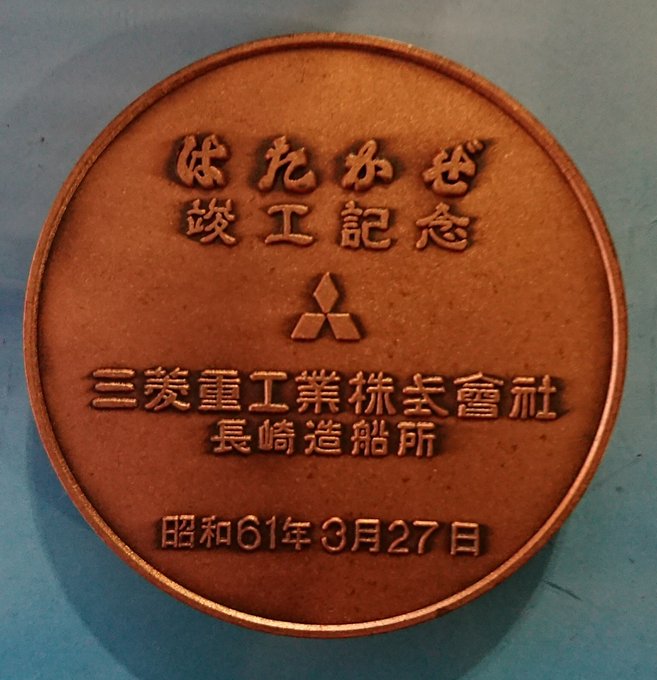 はたかぜ
竣工記念
三菱重工業株式會社
長崎造船所
昭和61年3月27日